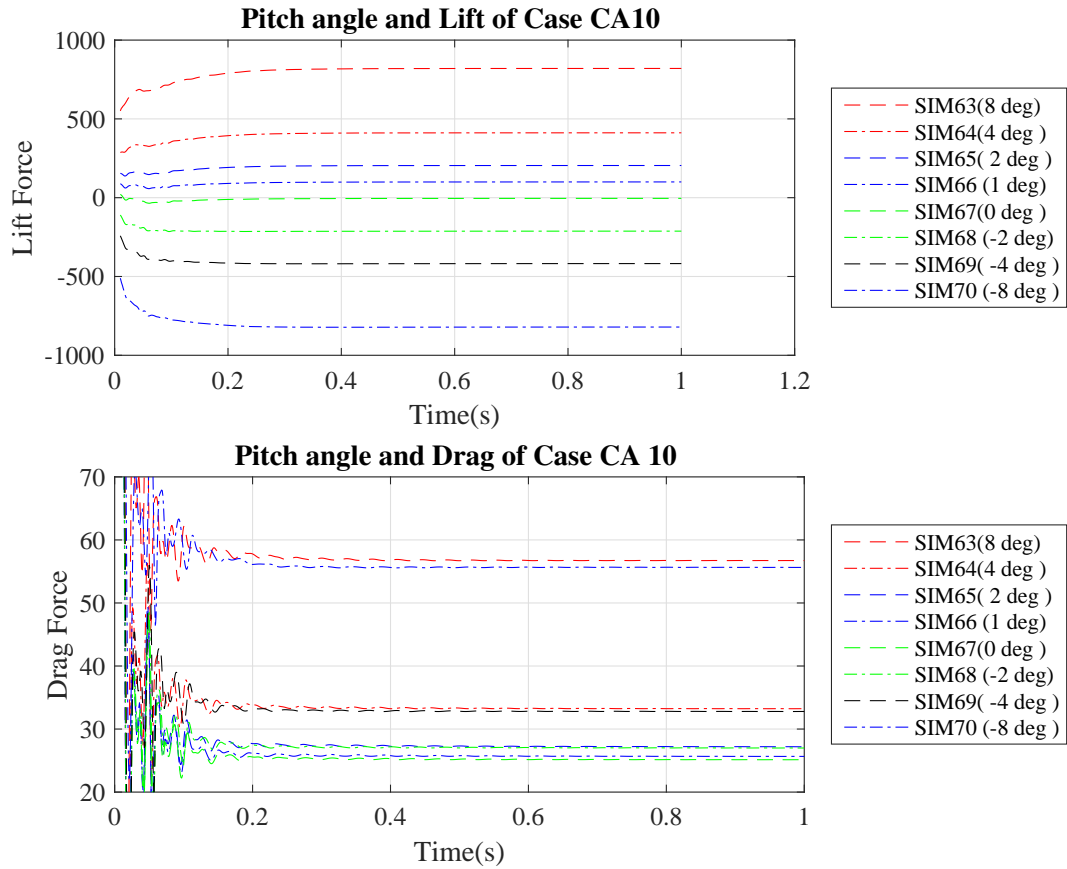 Pitch angle and Lift of Case CA10
1000
500
0
-500
-1000
Lift Force
0
0.2
0.4
0.6
0.8
1
1.2
Time(s)
SIM63(8 deg)
SIM64(4 deg )
SIM65( 2 deg )
SIM66 (1 deg)
SIM67(0 deg )
SIM68 (-2 deg)
SIM69( -4 deg )
SIM70 (-8 deg )
Pitch angle and Drag of Case CA 10
70
60
50
40
30
20
Drag Force
0
0.2
0.4
0.6
0.8
1
Time(s)
SIM63(8 deg)
SIM64(4 deg )
SIM65( 2 deg )
SIM66 (1 deg)
SIM67(0 deg )
SIM68 (-2 deg)
SIM69( -4 deg )
SIM70 (-8 deg )